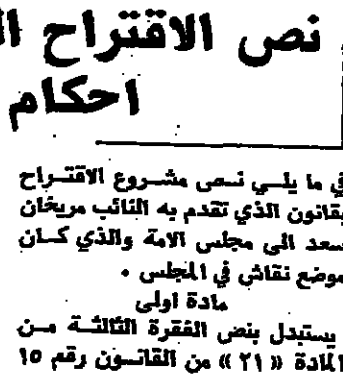 نص الاقتراح
احكام
في ما يلي نص مشروع الاقتراح
بقانون الذي تقدم به النائب مريخان
سعد الى مجلس الامة والذي كان
موضع نقاش في المجلس .
مادة اولى
يستبدل بنص الفقرة الثالثة من
المادة « ٢١ » من القانون رقم ١٥